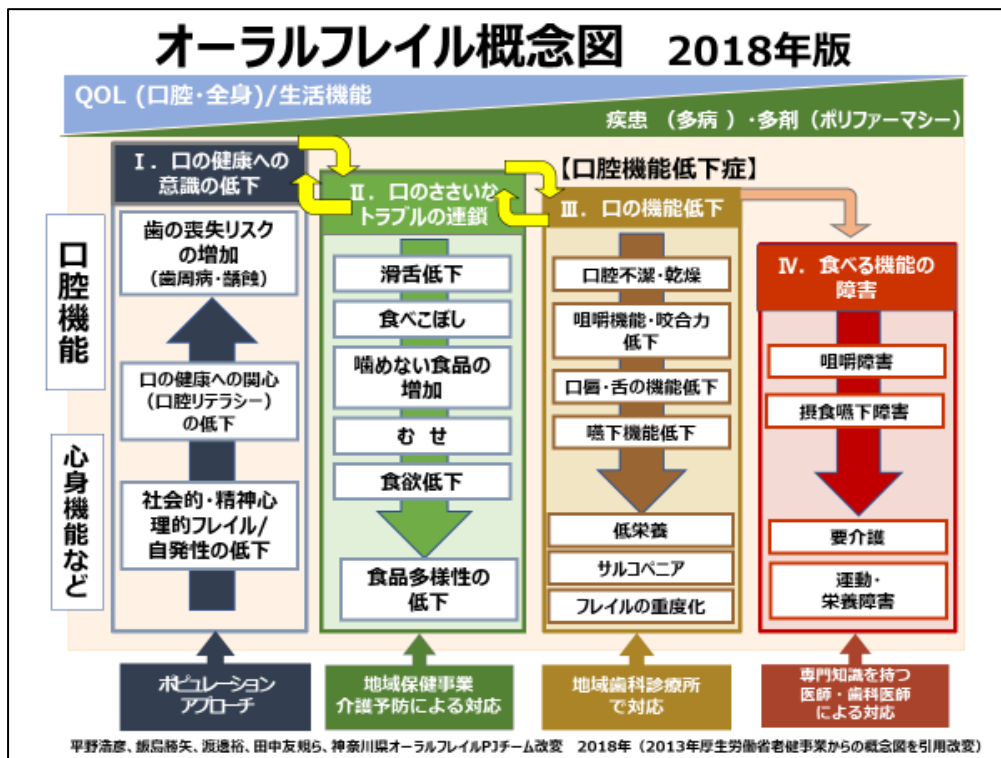 オーラルフレイル概念図 2018年版
QOL (口腔・全身)/生活機能
疾患 (多病)・多剤(ポリファーマシー)
口腔機能
心身機能など
Ⅰ. 口の健康への
意識の低下
歯の喪失リスク
の増加
(歯周病・齲蝕)
口の健康への関心
(口腔リテラシー)
の低下
社会的・精神心
理的フレイル/
自発性の低下
ポピュレーション
アプローチ
Ⅱ. 口のささいな
トラブルの連鎖
滑舌低下
食べこぼし
噛めない食品の
増加
む せ
食欲低下
食品多様性の
低下
地域保健事業
介護予防による対応
【口腔機能低下症】
Ⅲ. 口の機能低下
口腔不潔・乾燥
咀嚼機能・咬合力
低下
口唇・舌の機能低下
嚥下機能低下
低栄養
サルコペニア
フレイルの重度化
地域歯科診療所
で対応
Ⅳ. 食べる機能の
障害
咀嚼障害
摂食嚥下障害
要介護
運動・
栄養障害
専門知識を持つ
医師・歯科医師
による対応
平野浩彦、飯島勝矢、渡邊裕、田中友規ら、神奈川県オーラルフレイルPJチーム改変 2018年(2013年厚生労働省老健事業からの概念図を引用改変)